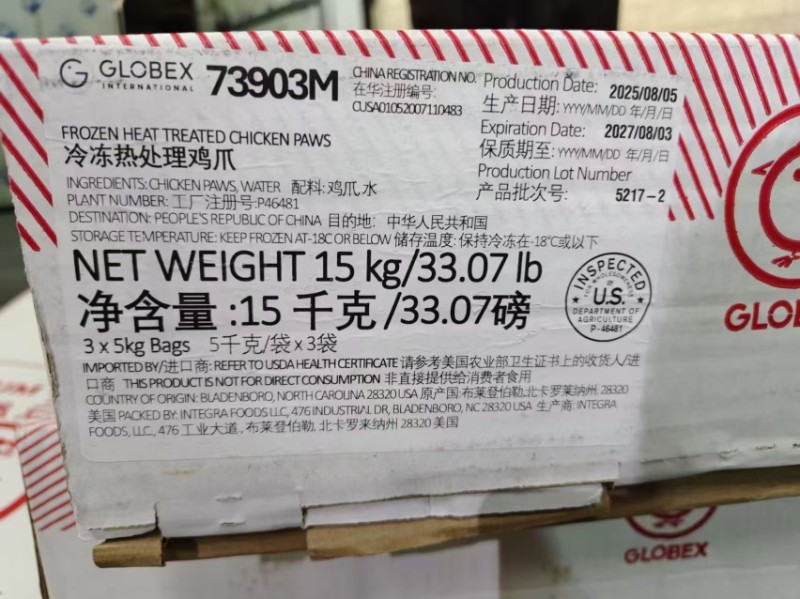 GLOBEX
INTERNATIONAL
73903M
CHINA REGISTRATION NO.
在华注册编号:
CUSA01052007110483
Production Date: 2025/08/05
生产日期: YYYY/MM/DD 年/月/日
Expiration Date: 2027/08/03
保质期至: YYYY/MM/DD 年/月/日
Production Lot Number
产品批次号: 5217-2
FROZEN HEAT TREATED CHICKEN PAWS
冷冻热处理鸡爪
INGREDIENTS: CHICKEN PAWS, WATER 配料: 鸡爪,水
PLANT NUMBER: 工厂注册号:P46481
DESTINATION: PEOPLE'S REPUBLIC OF CHINA 目的地: 中华人民共和国
STORAGE TEMPERATURE: KEEP FROZEN AT-18C OR BELOW 储存温度: 保持冷冻在-18℃或以下
NET WEIGHT 15 kg/33.07 lb
净含量:15 千克/33.07磅
3 x 5kg Bags 5千克/袋 x 3袋
INSPECTED
FOR WHOLESOMENESS
BY
U.S.
DEPARTMENT OF
AGRICULTURE
P-46481
IMPORTED BY/进口商: REFER TO USDA HEALTH CERTIFICATE 请参考美国农业部卫生证书上的收货人/进
口商 THIS PRODUCT IS NOT FOR DIRECT CONSUMPTION 非直接提供给消费者食用
COUNTRY OF ORIGIN: BLADENBORO, NORTH CAROLINA 28320 USA 原产国: 布莱登伯勒,北卡罗莱纳州, 28320
美国 PACKED BY: INTEGRA FOODS LLC, 476 INDUSTRIAL DR, BLADENBORO, NC 28320 USA 生产商: INTEGRA
FOODS, LLC, 476 工业大道, 布莱登伯勒, 北卡罗来纳州 28320 美国
GLOBEX